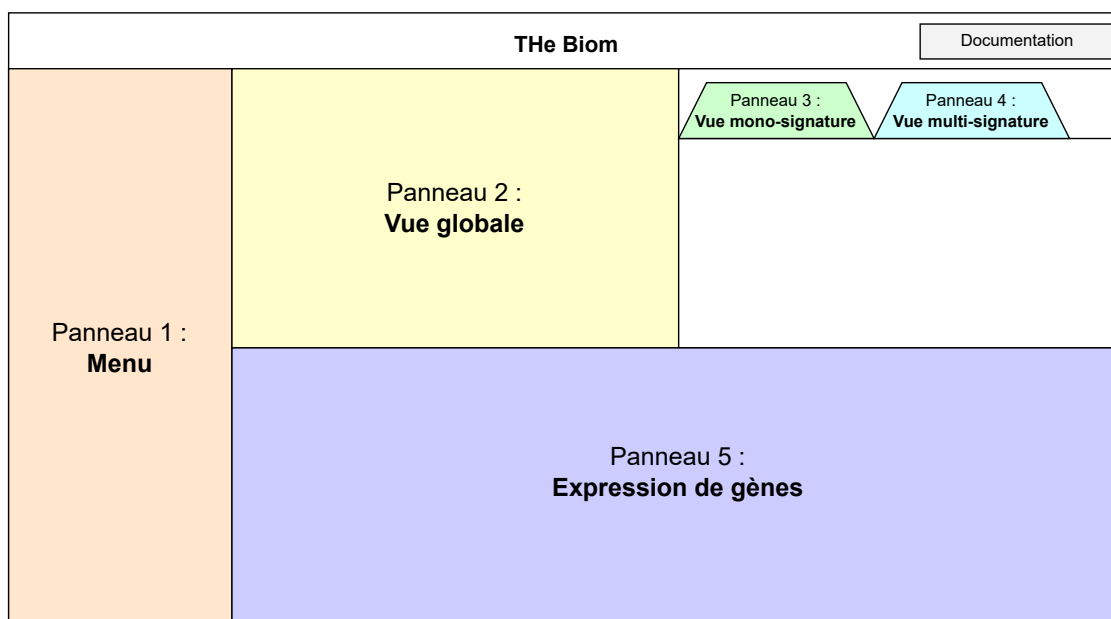 THe Biom
Documentation
Panneau 1 :
Menu
Panneau 2 :
Vue globale
Panneau 3 :
Vue mono-signature
Panneau 4 :
Vue multi-signature
Panneau 5 :
Expression de gènes